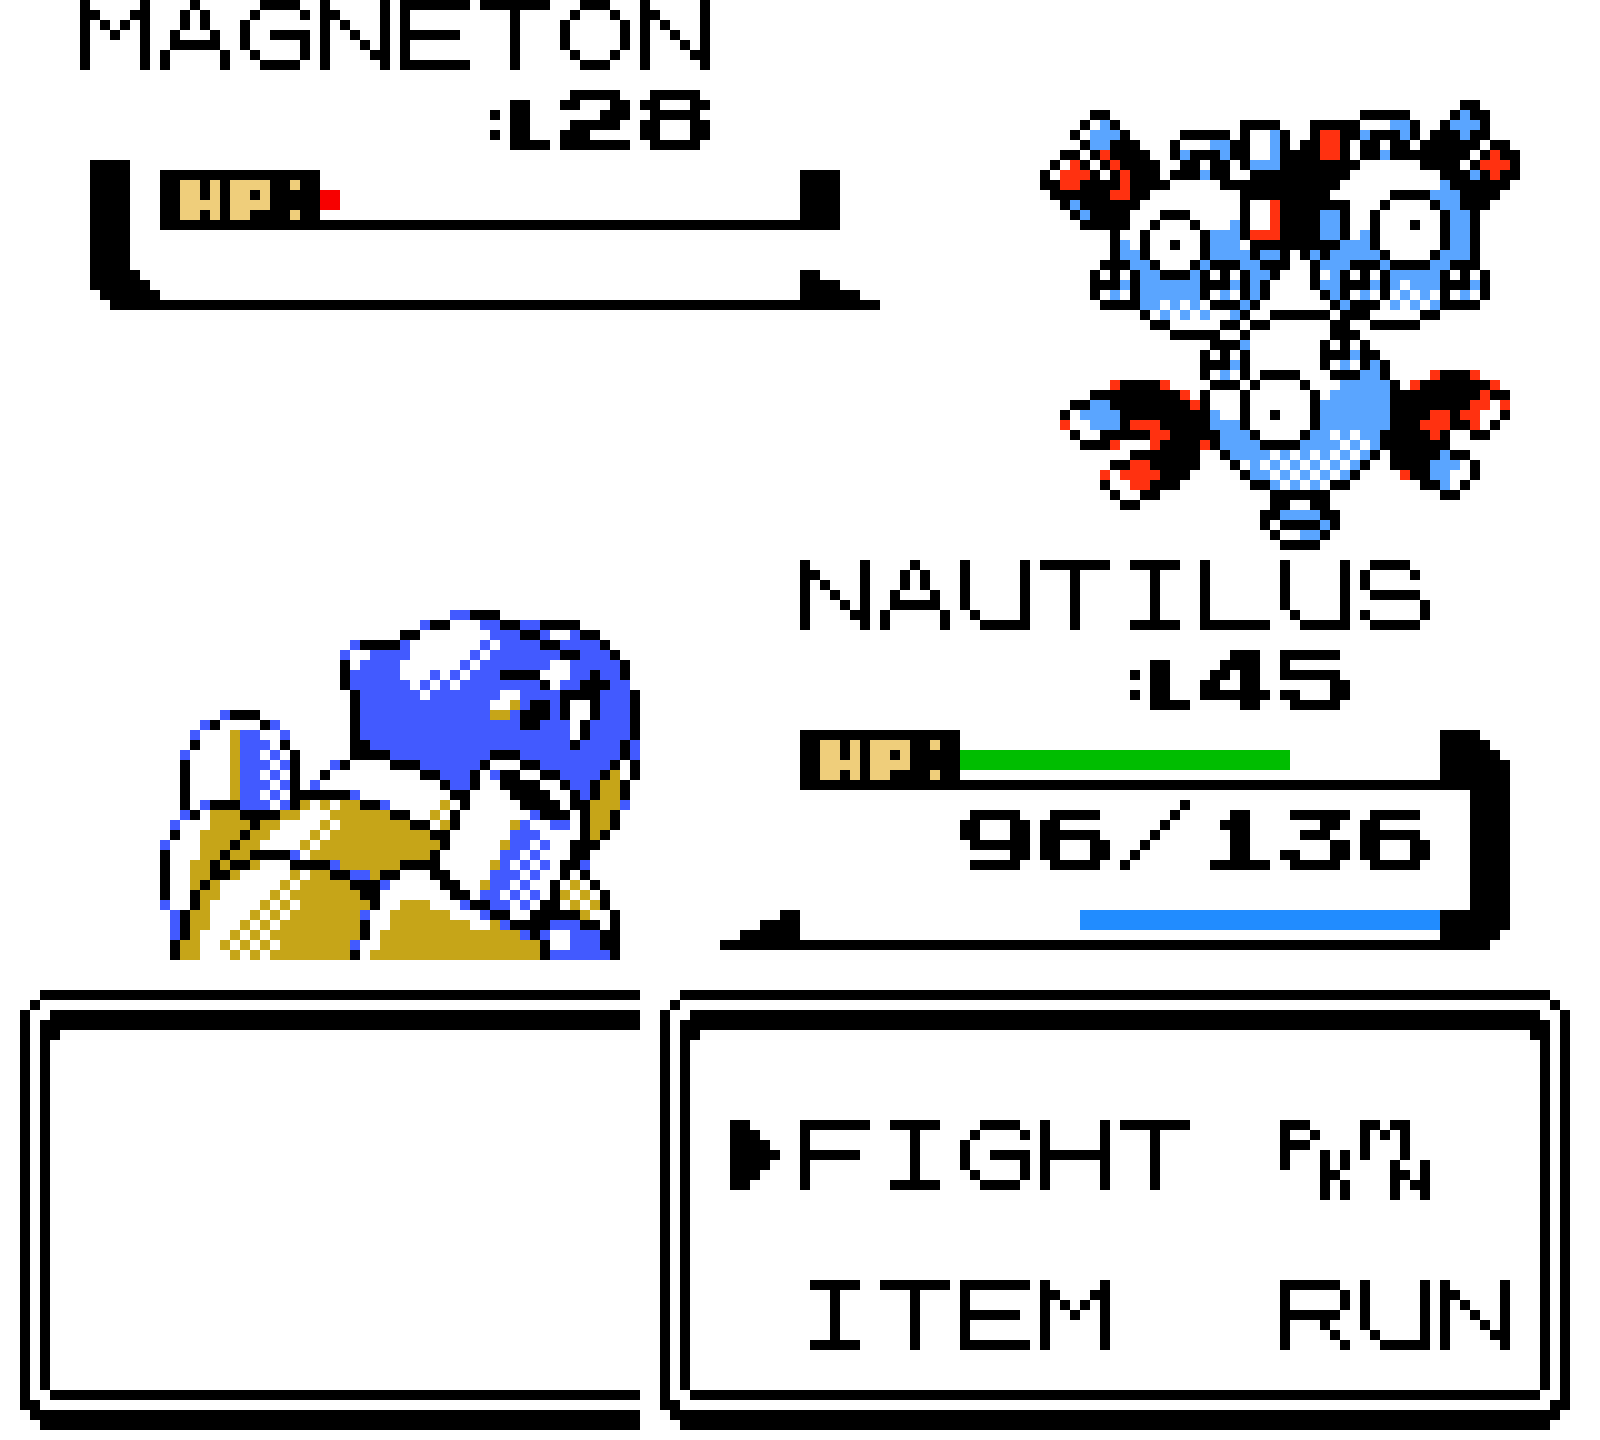 MAGNETON
:L28
HP:
NAUTILUS
:L45
HP:
96/136
▶FIGHT PKMN
ITEM RUN